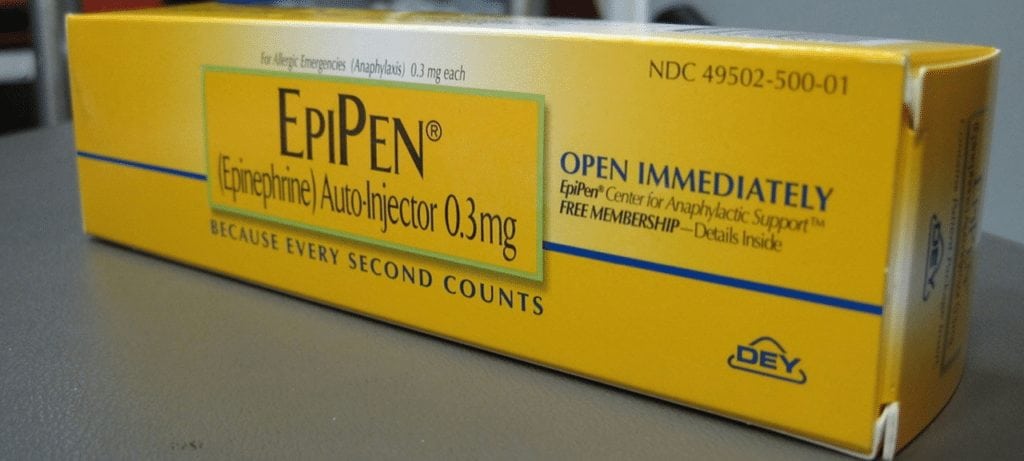 For Allergic Emergencies (Anaphylaxis) 0.3 mg each
EPIPEN®
(Epinephrine) Auto-Injector 0.3mg
BECAUSE EVERY SECOND COUNTS
NDC 49502-500-01
OPEN IMMEDIATELY
EpiPen® Center for Anaphylactic Support™
FREE MEMBERSHIP—Details Inside
DEY
DEY